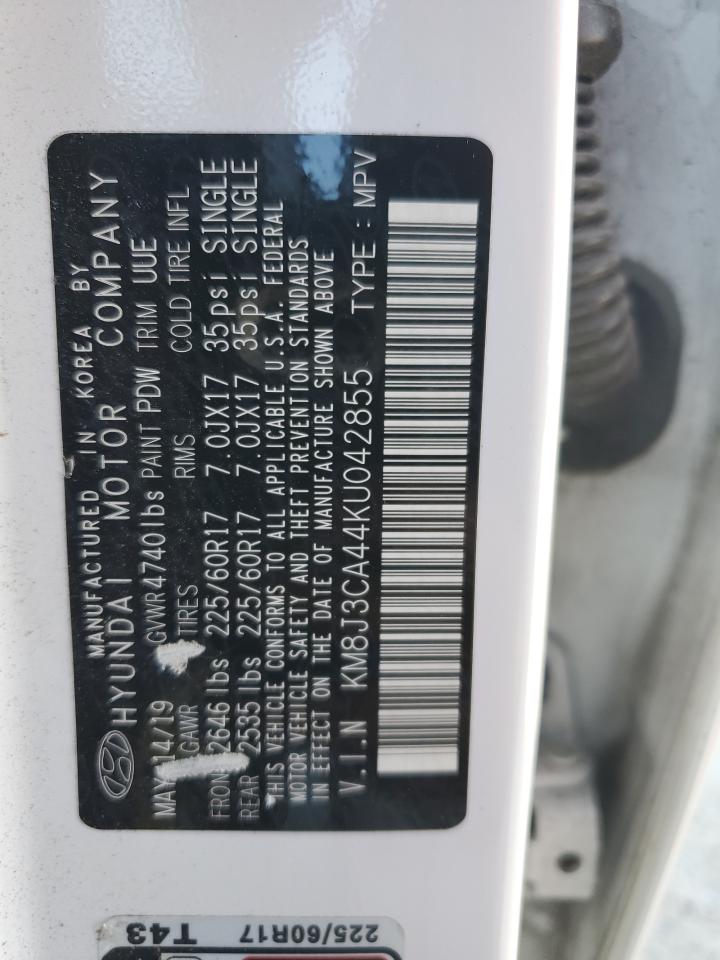 MANUFACTURED IN KOREA BY
HYUNDAI MOTOR COMPANY
MAY 14/19 GVWR 4740lbs PAINT PDW TRIM UUE
GAWR TIRES RIMS COLD TIRE INFL
FRONT 2646 lbs 225/60R17 7.0JX17 35psi SINGLE
REAR 2535 lbs 225/60R17 7.0JX17 35psi SINGLE
THIS VEHICLE CONFORMS TO ALL APPLICABLE U.S.A. FEDERAL
MOTOR VEHICLE SAFETY AND THEFT PREVENTION STANDARDS
IN EFFECT ON THE DATE OF MANUFACTURE SHOWN ABOVE
V.I.N KM8J3CA44KU042855 TYPE : MPV
225/60R17 T43